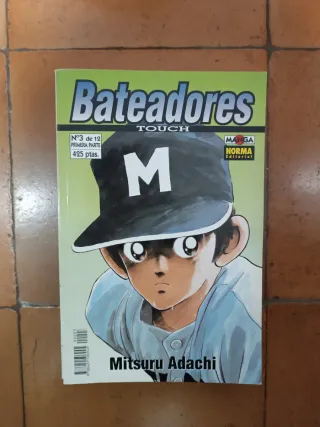 Bateadores
TOUCH
Nº3 de 12
PRIMERA PARTE
495 ptas.
MANGA
NORMA
Editorial
M
Mitsuru Adachi